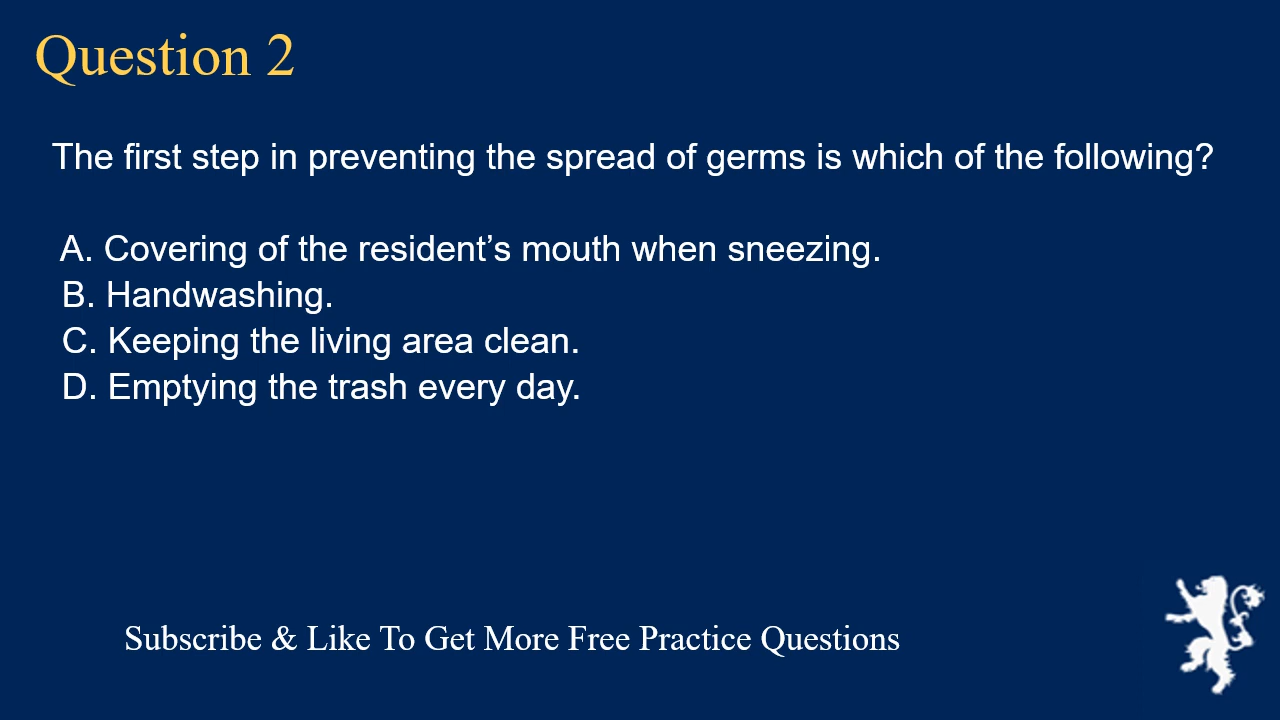 Question 2
The first step in preventing the spread of germs is which of the following?
A. Covering of the resident’s mouth when sneezing.
B. Handwashing.
C. Keeping the living area clean.
D. Emptying the trash every day.
Subscribe & Like To Get More Free Practice Questions